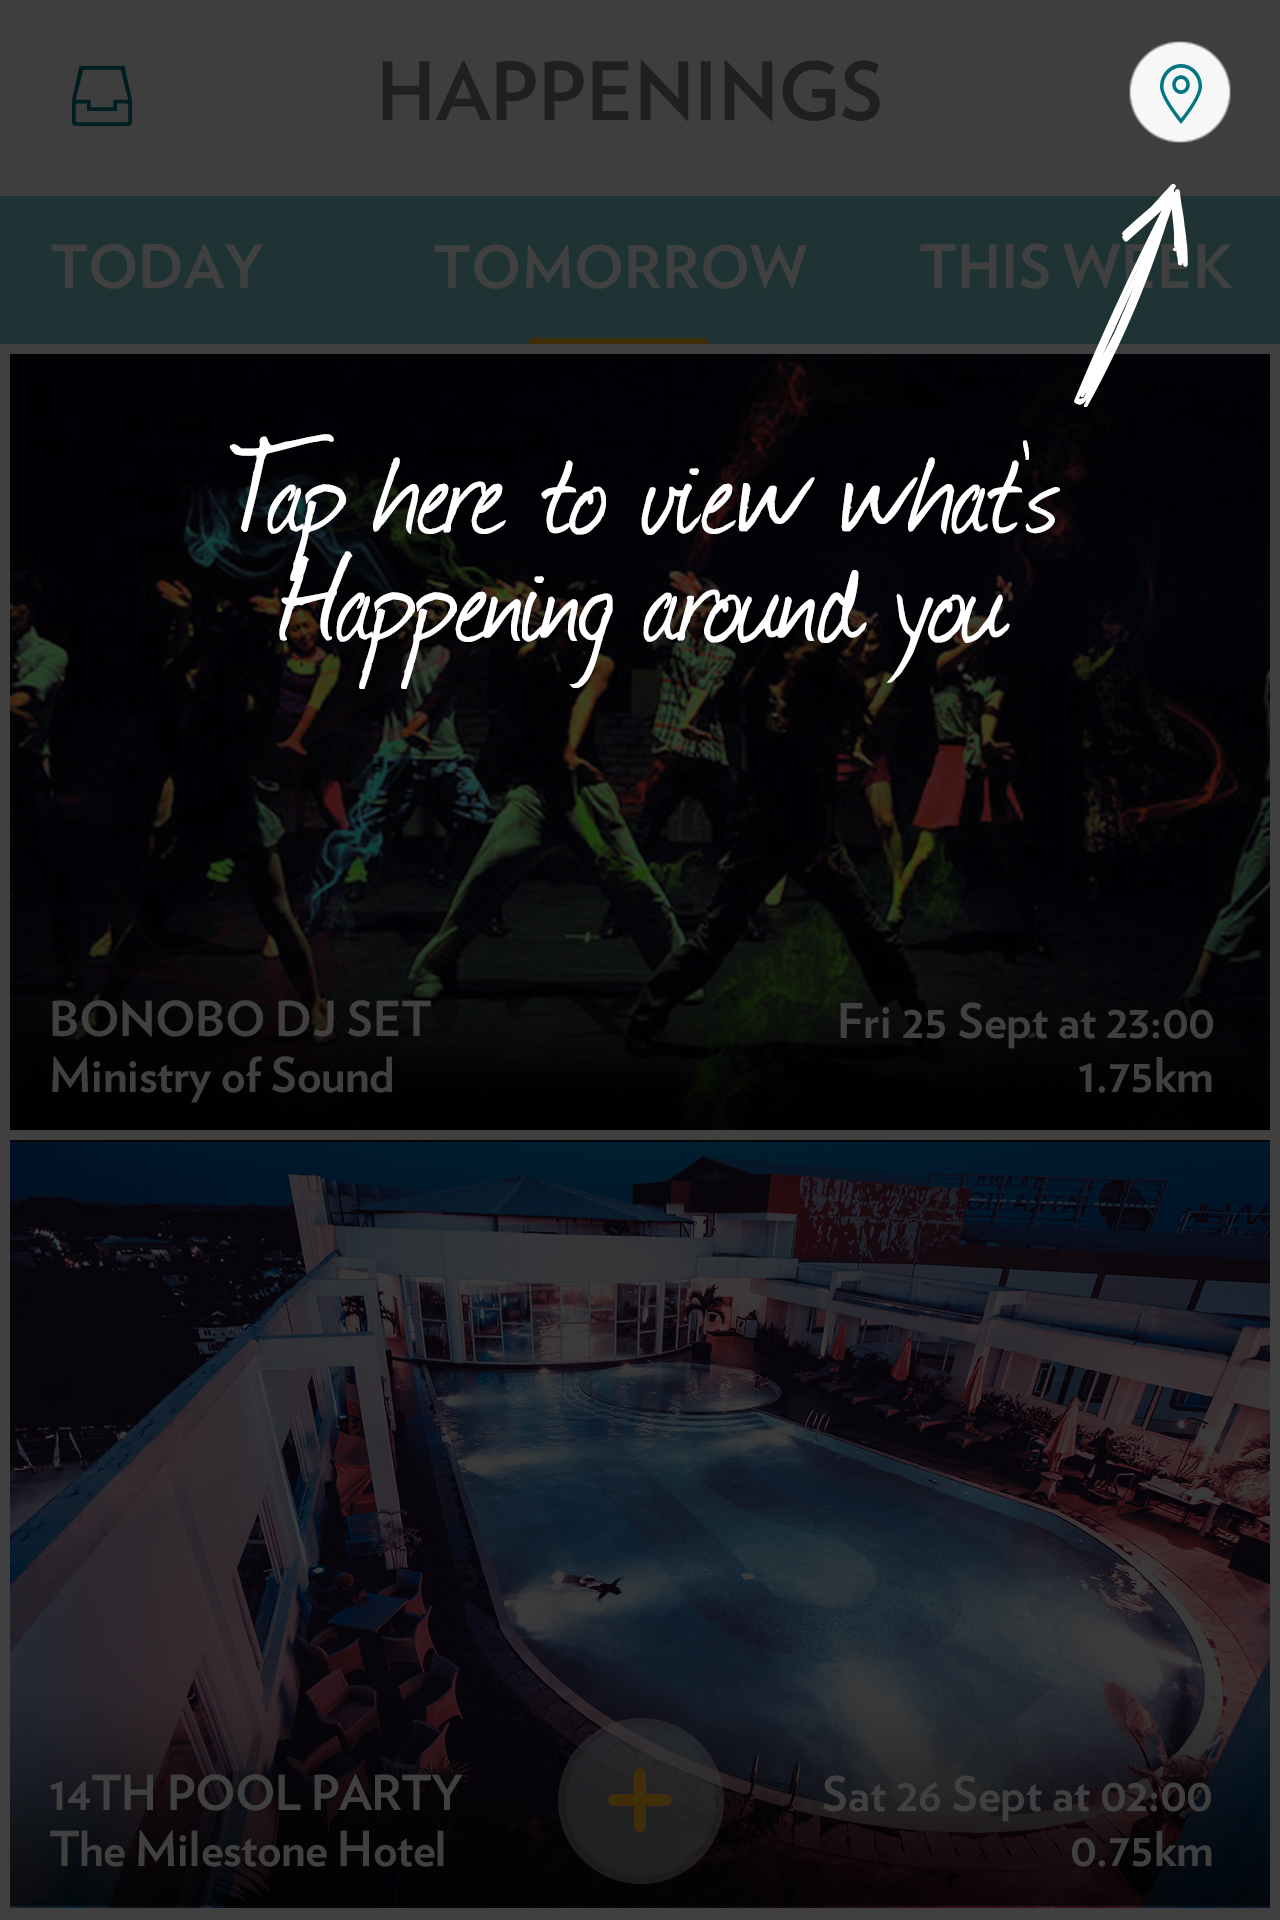 HAPPENINGS
TODAY TOMORROW THIS WEEK
Tap here to view what's
Happening around you
BONOBO DJ SET Fri 25 Sept at 23:00
Ministry of Sound 1.75km
14TH POOL PARTY Sat 26 Sept at 02:00
The Milestone Hotel 0.75km